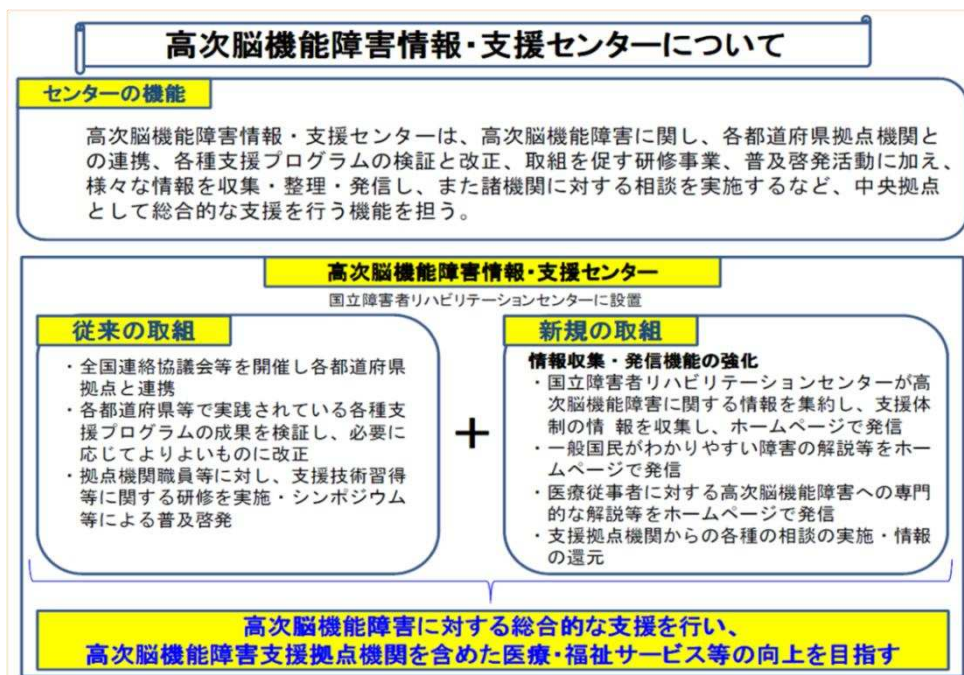 高次脳機能障害情報・支援センターについて
センターの機能
高次脳機能障害情報・支援センターは、高次脳機能障害に関し、各都道府県拠点機関と
の連携、各種支援プログラムの検証と改正、取組を促す研修事業、普及啓発活動に加え、
様々な情報を収集・整理・発信し、また諸機関に対する相談を実施するなど、中央拠点
として総合的な支援を行う機能を担う。
高次脳機能障害情報・支援センター
国立障害者リハビリテーションセンターに設置
従来の取組
・全国連絡協議会等を開催し各都道府県
拠点と連携
・各都道府県等で実践されている各種支
援プログラムの成果を検証し、必要に
応じてよりよいものに改正
・拠点機関職員等に対し、支援技術習得
等に関する研修を実施・シンポジウム
等による普及啓発
＋
新規の取組
情報収集・発信機能の強化
・国立障害者リハビリテーションセンターが高
次脳機能障害に関する情報を集約し、支援体
制の情 報を収集し、ホームページで発信
・一般国民がわかりやすい障害の解説等をホー
ムページで発信
・医療従事者に対する高次脳機能障害への専門
的な解説等をホームページで発信
・支援拠点機関からの各種の相談の実施・情報
の還元
高次脳機能障害に対する総合的な支援を行い、
高次脳機能障害支援拠点機関を含めた医療・福祉サービス等の向上を目指す